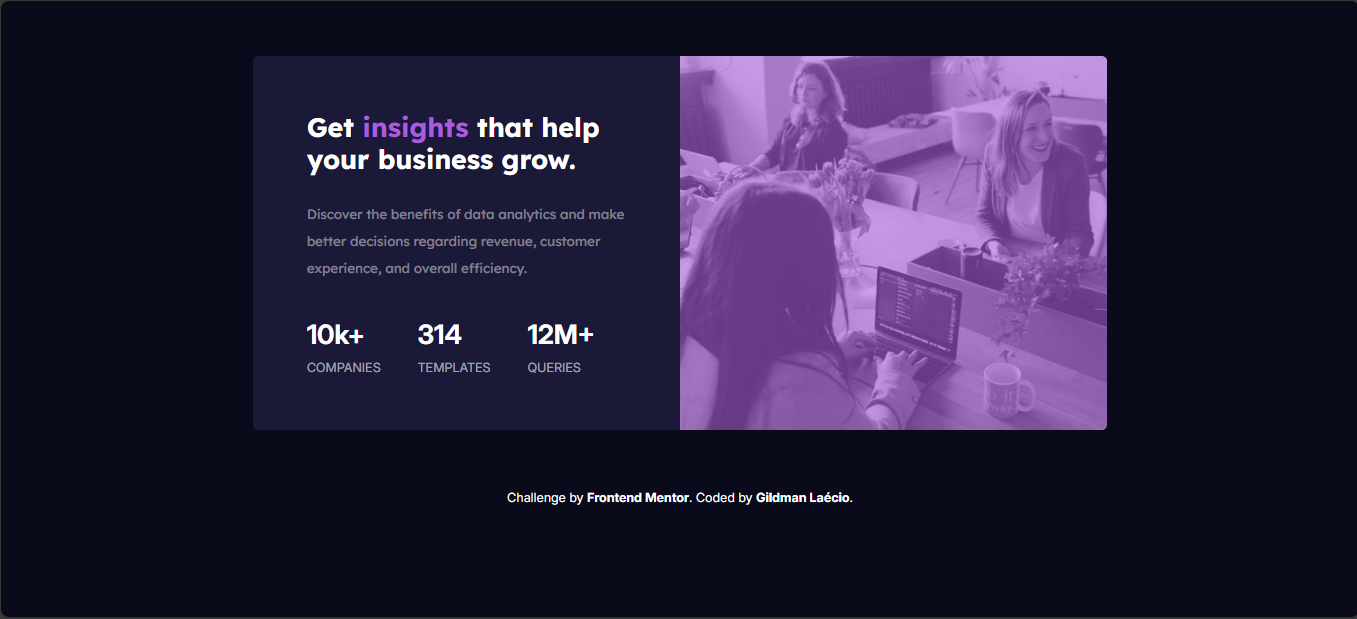 Get insights that help
your business grow.
Discover the benefits of data analytics and make
better decisions regarding revenue, customer
experience, and overall efficiency.
10k+ 314 12M+
COMPANIES TEMPLATES QUERIES
Challenge by Frontend Mentor. Coded by Gildman Laécio.